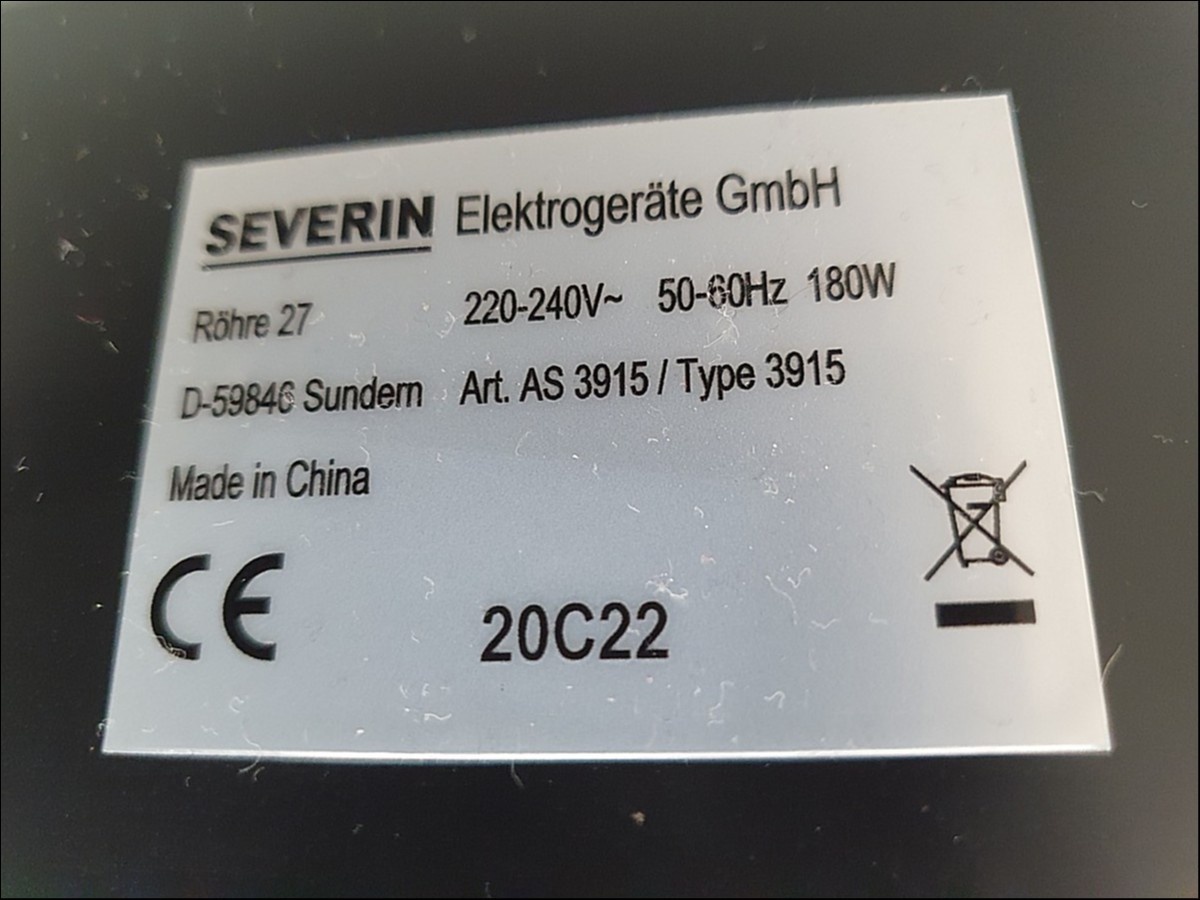 SEVERIN Elektrogeräte GmbH
Röhre 27 220-240V~ 50-60Hz 180W
D-59846 Sundern Art. AS 3915 / Type 3915
Made in China
CE 20C22